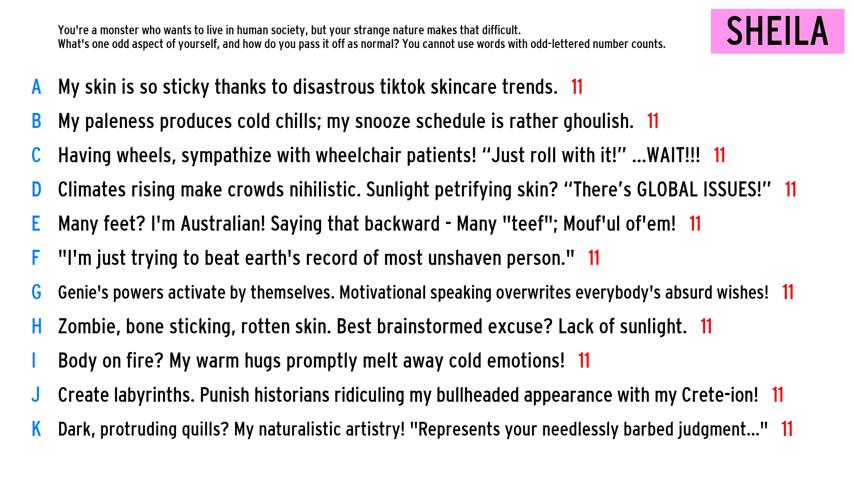 You're a monster who wants to live in human society, but your strange nature makes that difficult.
What's one odd aspect of yourself, and how do you pass it off as normal? You cannot use words with odd-lettered number counts.
SHEILA
A My skin is so sticky thanks to disastrous tiktok skincare trends. 11
B My paleness produces cold chills; my snooze schedule is rather ghoulish. 11
C Having wheels, sympathize with wheelchair patients! “Just roll with it!” ...WAIT!!! 11
D Climates rising make crowds nihilistic. Sunlight petrifying skin? “There’s GLOBAL ISSUES!” 11
E Many feet? I'm Australian! Saying that backward - Many "teef"; Mouf'ul of'em! 11
F "I'm just trying to beat earth's record of most unshaven person." 11
G Genie's powers activate by themselves. Motivational speaking overwrites everybody's absurd wishes! 11
H Zombie, bone sticking, rotten skin. Best brainstormed excuse? Lack of sunlight. 11
I Body on fire? My warm hugs promptly melt away cold emotions! 11
J Create labyrinths. Punish historians ridiculing my bullheaded appearance with my Crete-ion! 11
K Dark, protruding quills? My naturalistic artistry! "Represents your needlessly barbed judgment..." 11